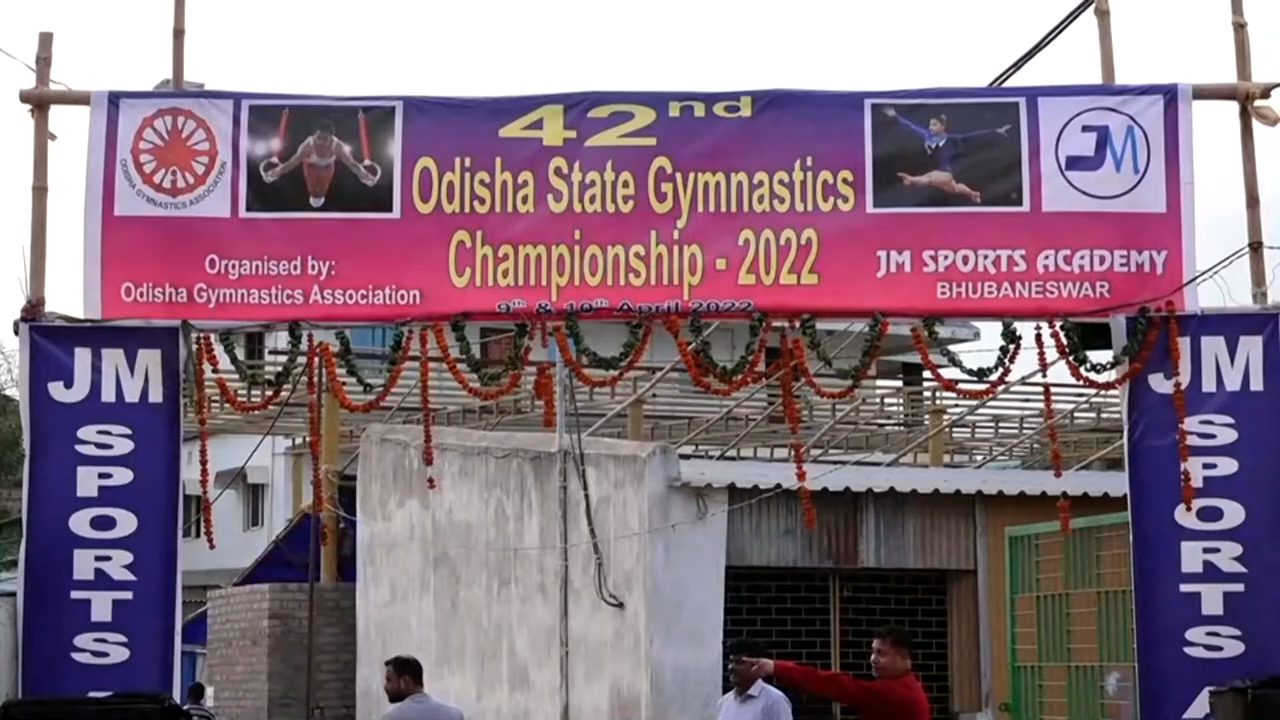 42nd
Odisha State Gymnastics
Championship - 2022
9th & 10th April 2022
ODISHA GYMNASTICS ASSOCIATION
Organised by:
Odisha Gymnastics Association
JM
JM SPORTS ACADEMY
BHUBANESWAR
JM
SPORTS
JM
SPORTS